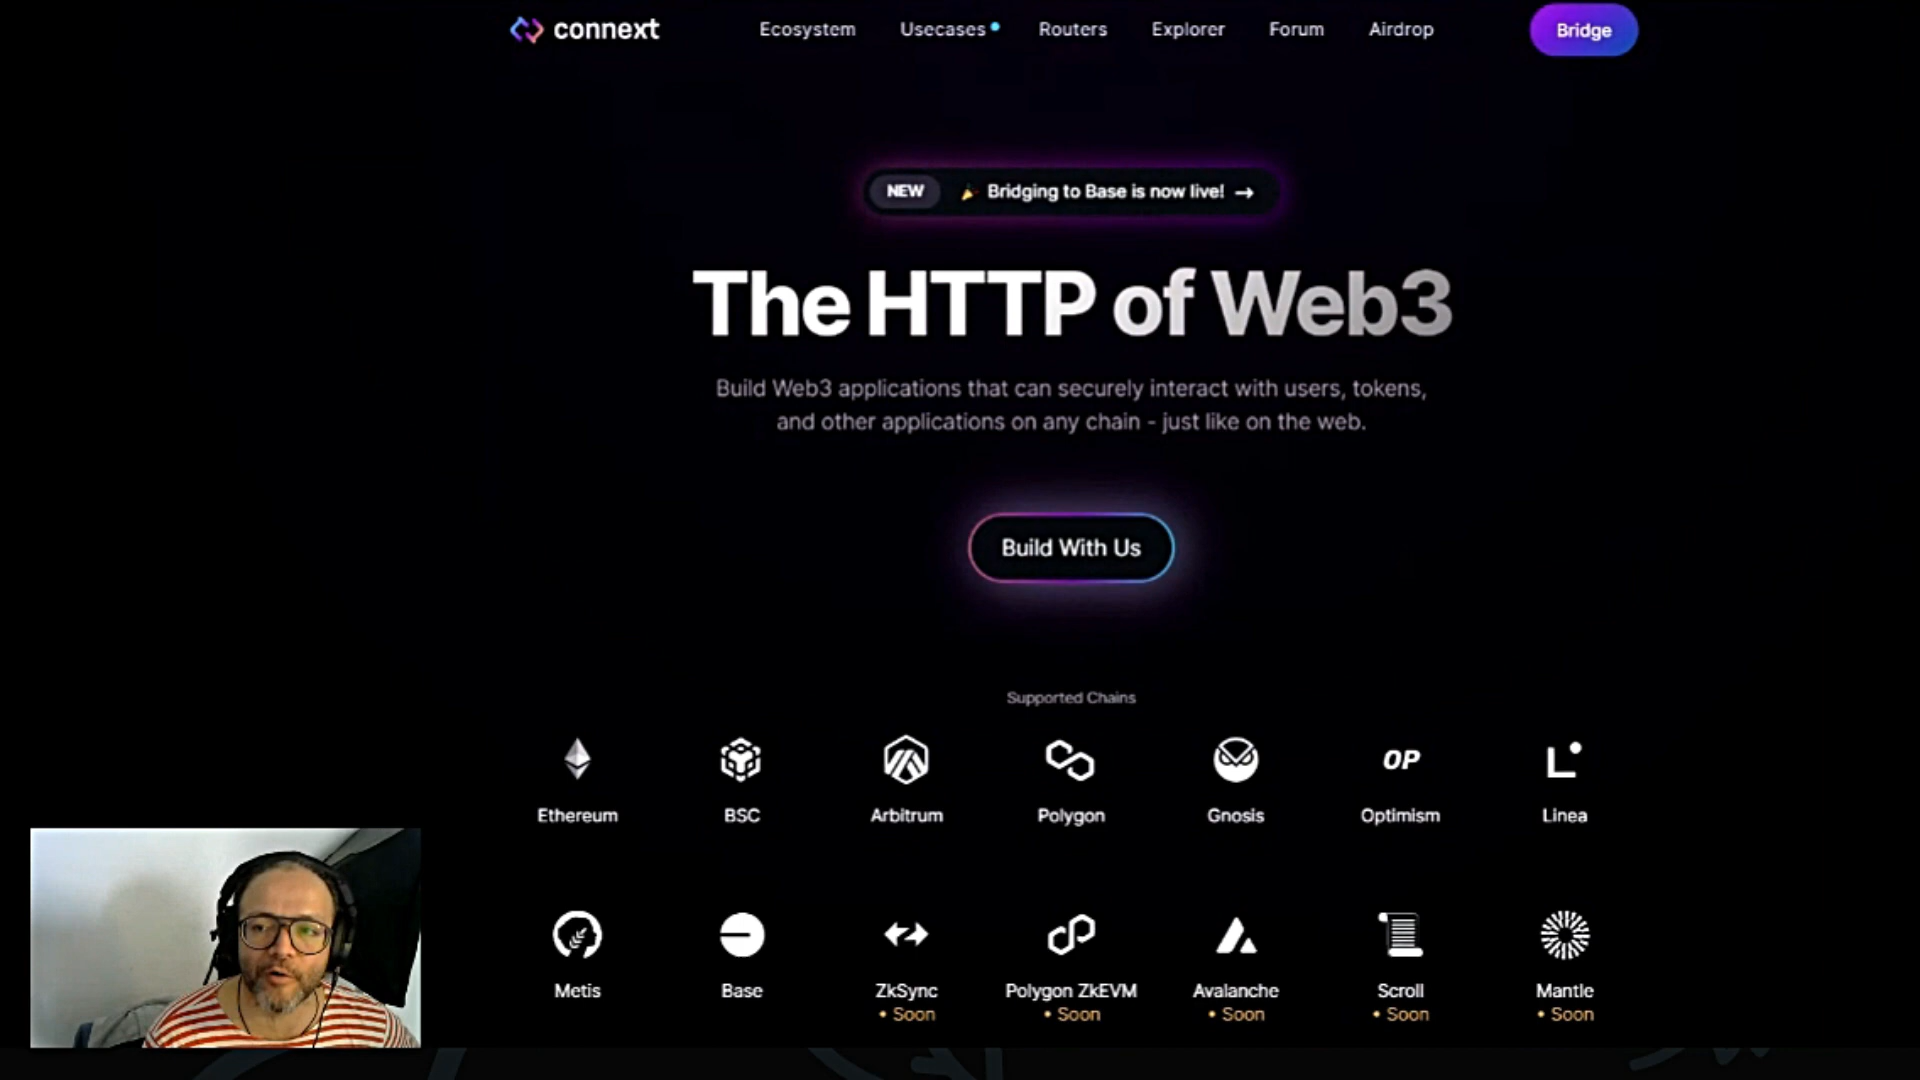 connext
Ecosystem
Usecases
Routers
Explorer
Forum
Airdrop
Bridge
NEW Bridging to Base is now live! →
The HTTP of Web3
Build Web3 applications that can securely interact with users, tokens,
and other applications on any chain - just like on the web.
Build With Us
Supported Chains
OP
Ethereum
BSC
Arbitrum
Polygon
Gnosis
Optimism
Linea
Metis
Base
ZkSync
• Soon
Polygon ZkEVM
• Soon
Avalanche
• Soon
Scroll
• Soon
Mantle
• Soon